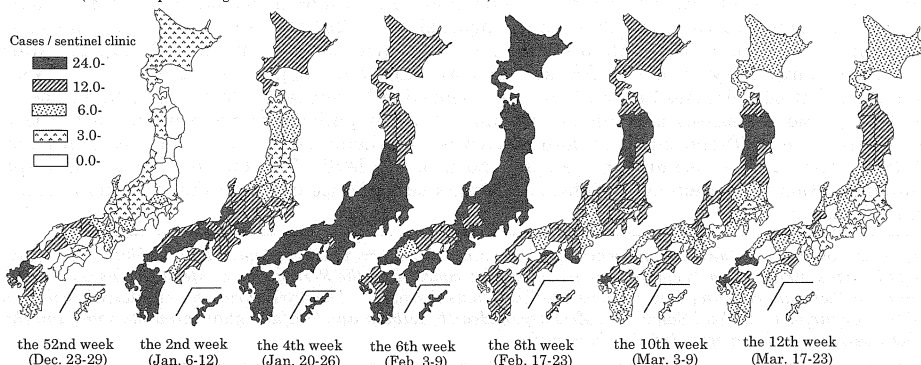 Cases / sentinel clinic
24.0-
12.0-
6.0-
3.0-
0.0-
the 52nd week
(Dec. 23-29)
the 2nd week
(Jan. 6-12)
the 4th week
(Jan. 20-26)
the 6th week
(Feb. 3-9)
the 8th week
(Feb. 17-23)
the 10th week
(Mar. 3-9)
the 12th week
(Mar. 17-23)